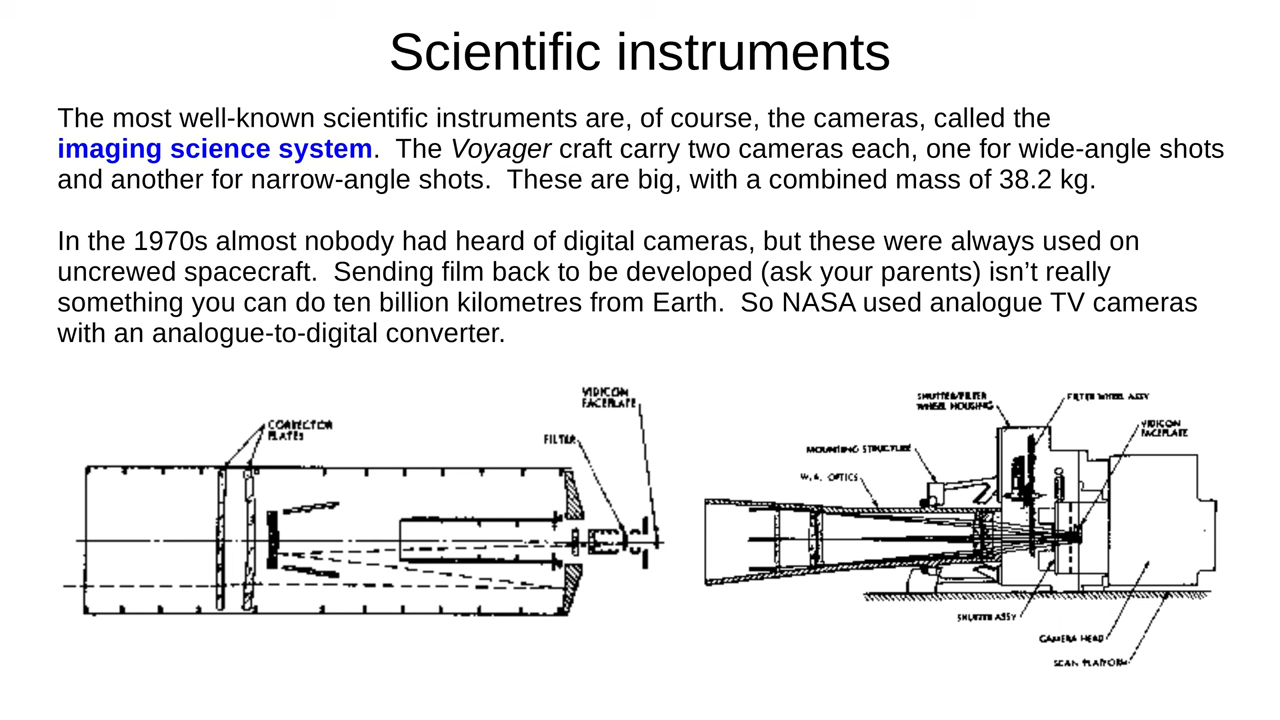 Scientific instruments
The most well-known scientific instruments are, of course, the cameras, called the
imaging science system.  The Voyager craft carry two cameras each, one for wide-angle shots
and another for narrow-angle shots.  These are big, with a combined mass of 38.2 kg.
In the 1970s almost nobody had heard of digital cameras, but these were always used on
uncrewed spacecraft.  Sending film back to be developed (ask your parents) isn’t really
something you can do ten billion kilometres from Earth.  So NASA used analogue TV cameras
with an analogue-to-digital converter.
VIDICON
FACEPLATE
CORRECTOR
PLATES
FILTER
SHUTTER/FILTER
WHEEL HOUSING
FILTER WHEEL ASSY
VIDICON
FACEPLATE
MOUNTING STRUCTURE
W.A. OPTICS
SHUTTER ASSY
CAMERA HEAD
SCAN PLATFORM